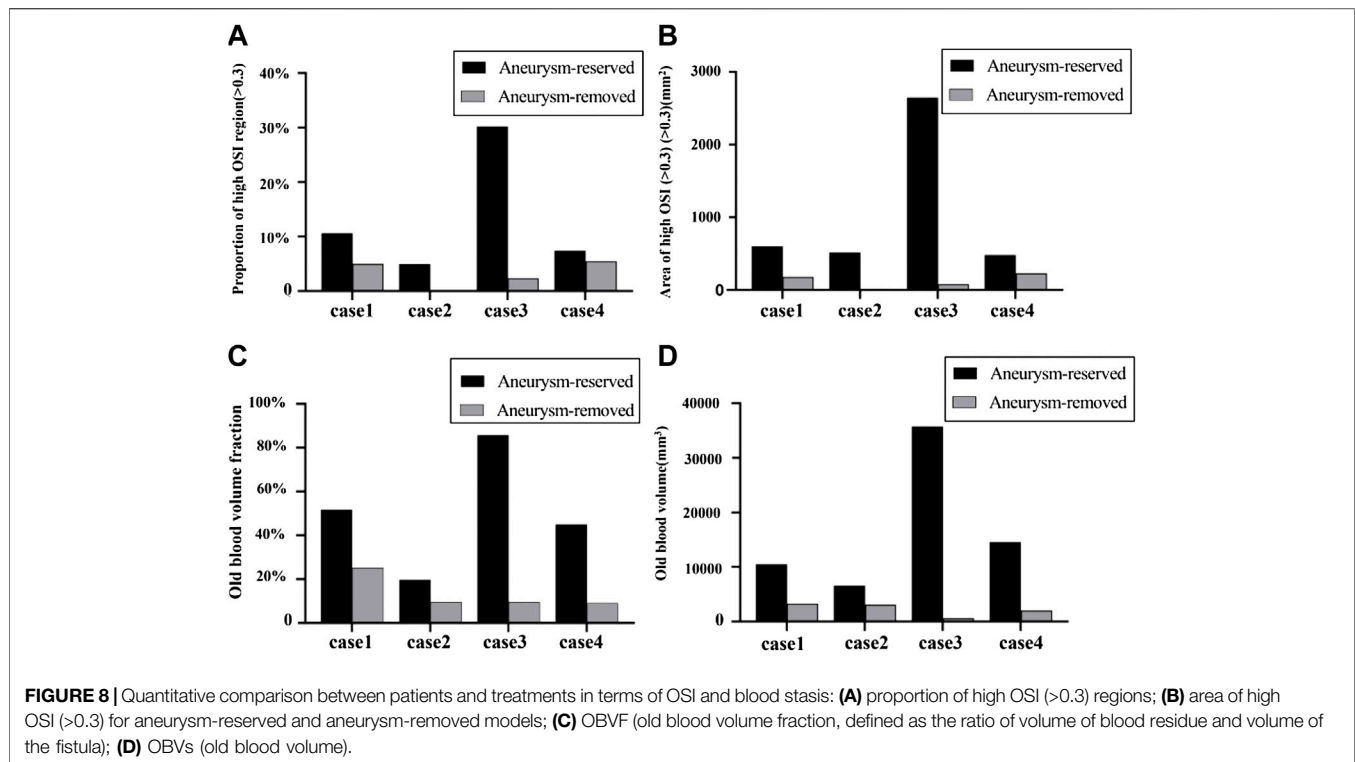 A
Aneurysm-reserved
Aneurysm-removed
Proportion of high OSI region(>0.3)
40%
30%
20%
10%
0
case1 case2 case3 case4
B
Aneurysm-reserved
Aneurysm-removed
Area of high OSI (>0.3) (>0.3)(mm²)
3000
2000
1000
0
case1 case2 case3 case4
C
Aneurysm-reserved
Aneurysm-removed
Old blood volume fraction
100%
80%
60%
40%
20%
0
case1 case2 case3 case4
D
Aneurysm-reserved
Aneurysm-removed
Old blood volume(mm³)
40000
30000
20000
10000
0
case1 case2 case3 case4
FIGURE 8 | Quantitative comparison between patients and treatments in terms of OSI and blood stasis: (A) proportion of high OSI (>0.3) regions; (B) area of high
OSI (>0.3) for aneurysm-reserved and aneurysm-removed models; (C) OBVF (old blood volume fraction, defined as the ratio of volume of blood residue and volume of
the fistula); (D) OBVs (old blood volume).